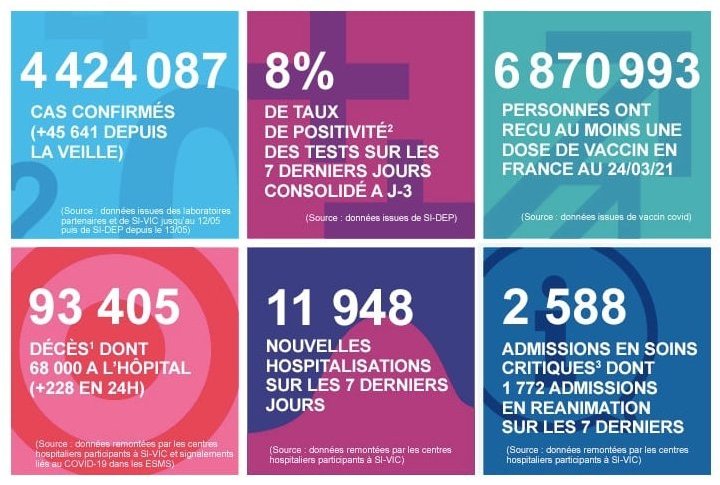 4 424 087
CAS CONFIRMÉS
(+45 641 DEPUIS
LA VEILLE)
(Source : données issues des laboratoires
partenaires et de SI-VIC jusqu'au 12/05
puis de SI-DEP depuis le 13/05)
8%
DE TAUX
DE POSITIVITÉ²
DES TESTS SUR LES
7 DERNIERS JOURS
CONSOLIDÉ A J-3
(Source : données issues de SI-DEP)
6 870 993
PERSONNES ONT
RECU AU MOINS UNE
DOSE DE VACCIN EN
FRANCE AU 24/03/21
(Source : données issues de vaccin covid)
93 405
DÉCÈS¹ DONT
68 000 A L'HÔPITAL
(+228 EN 24H)
(Source : données remontées par les centres
hospitaliers participants à SI-VIC et signalements
liés au COVID-19 dans les ESMS)
11 948
NOUVELLES
HOSPITALISATIONS
SUR LES 7 DERNIERS
JOURS
(Source : données remontées par les centres
hospitaliers participants à SI-VIC)
2 588
ADMISSIONS EN SOINS
CRITIQUES³ DONT
1 772 ADMISSIONS
EN REANIMATION
SUR LES 7 DERNIERS
(Source : données remontées par les centres
hospitaliers participants à SI-VIC)